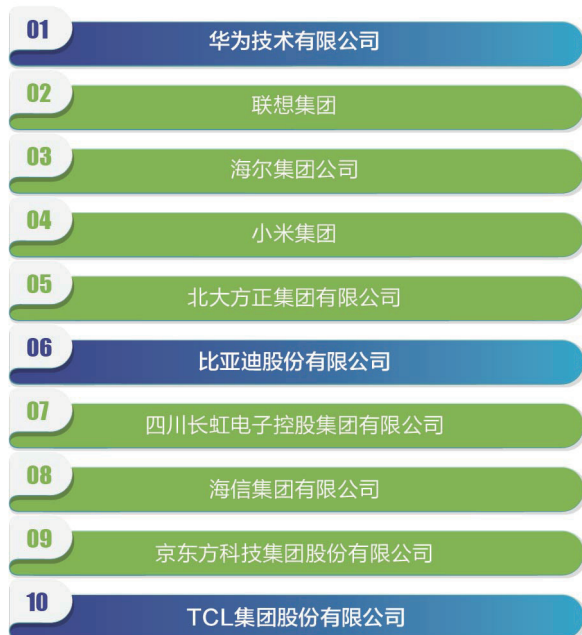 01 华为技术有限公司
02 联想集团
03 海尔集团公司
04 小米集团
05 北大方正集团有限公司
06 比亚迪股份有限公司
07 四川长虹电子控股集团有限公司
08 海信集团有限公司
09 京东方科技集团股份有限公司
10 TCL集团股份有限公司